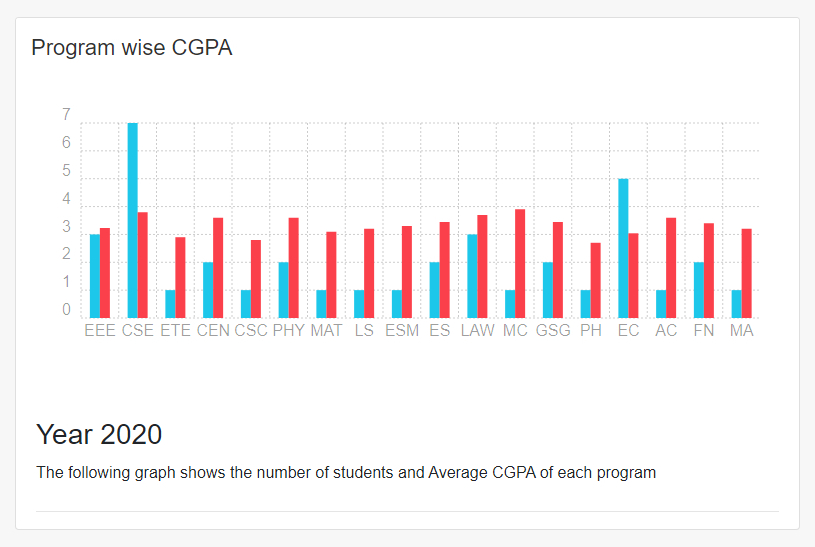 Program wise CGPA
7
6
5
4
3
2
1
0
EEE CSE ETE CEN CSC PHY MAT LS ESM ES LAW MC GSG PH EC AC FN MA
Year 2020
The following graph shows the number of students and Average CGPA of each program